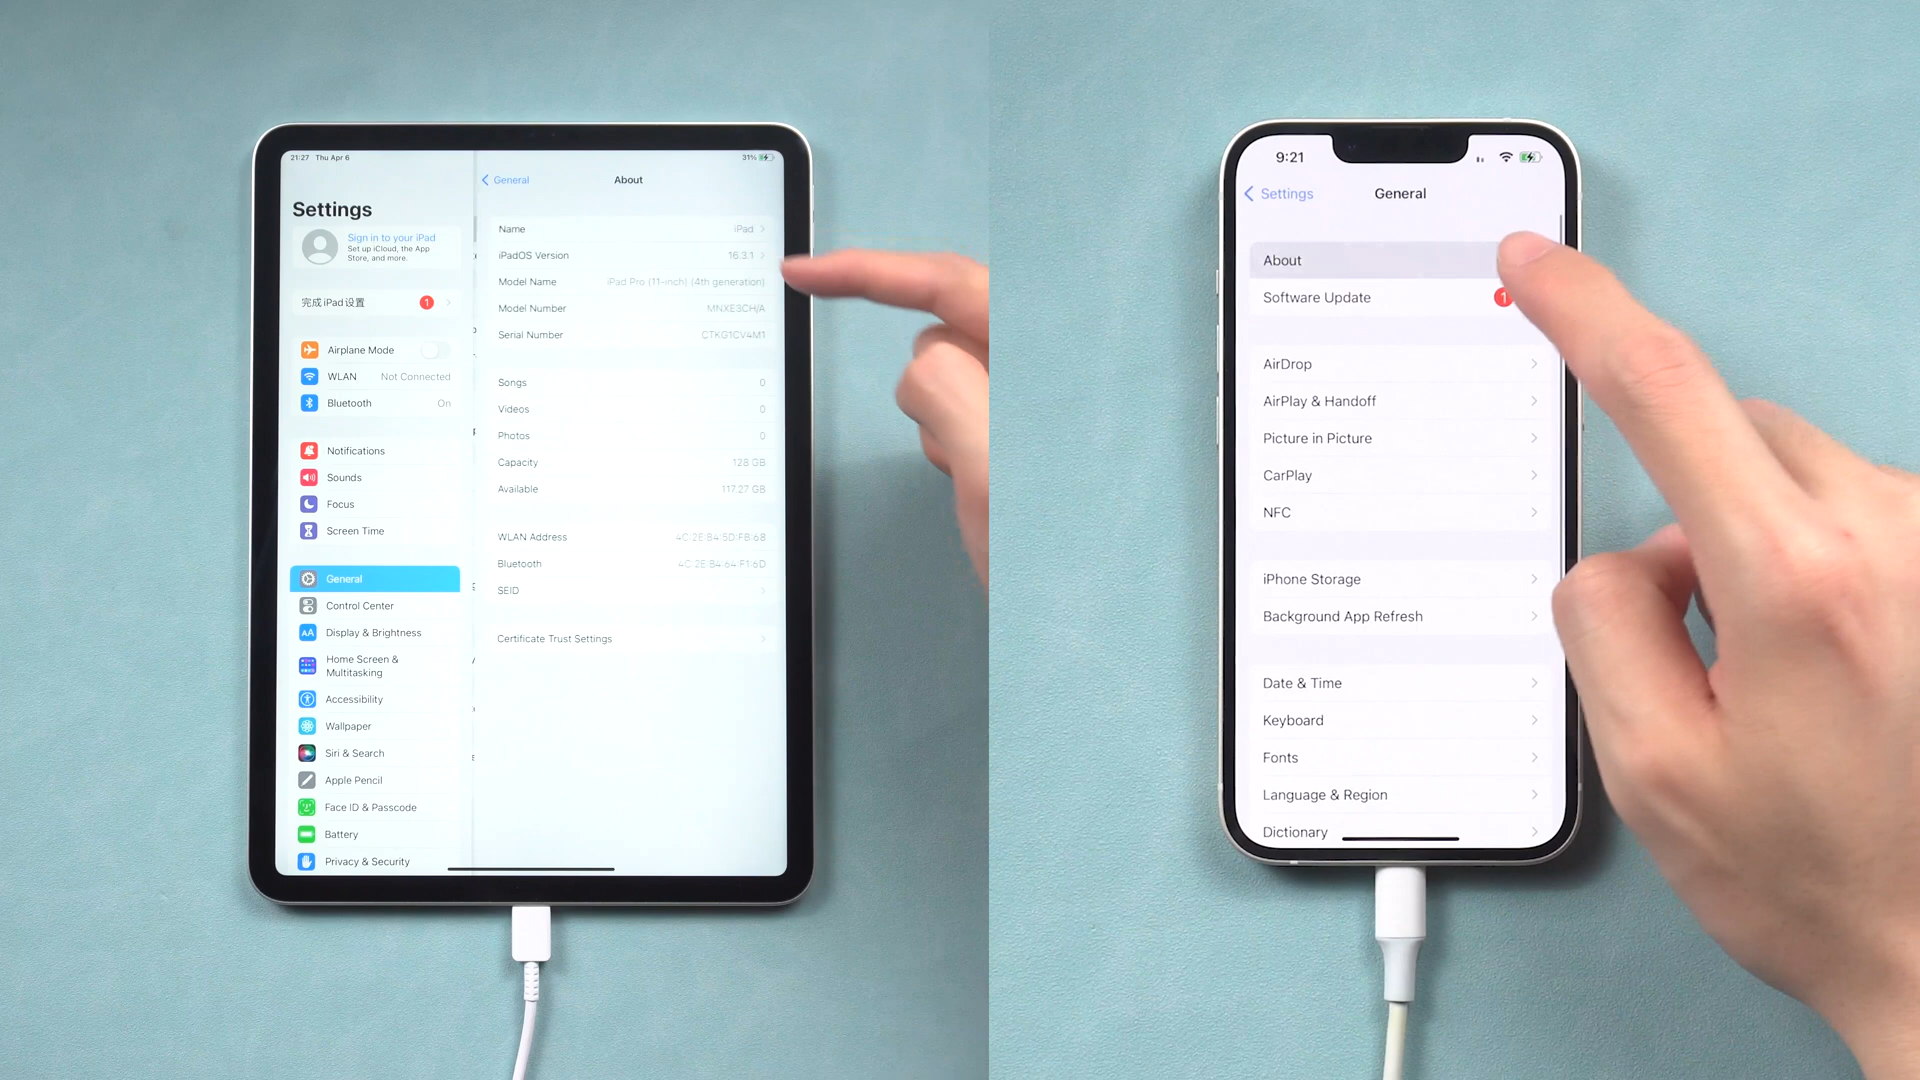 21:27 Thu Apr 6
31%
Settings
Sign in to your iPad
Set up iCloud, the App
Store, and more.
完成 iPad 设置
1
Airplane Mode
WLAN Not Connected
Bluetooth On
Notifications
Sounds
Focus
Screen Time
General
Control Center
Display & Brightness
Home Screen &
Multitasking
Accessibility
Wallpaper
Siri & Search
Apple Pencil
Face ID & Passcode
Battery
Privacy & Security
General
About
Name iPad
iPadOS Version 16.3.1
Model Name iPad Pro (11-inch) (4th generation)
Model Number MNXE3CH/A
Serial Number CTKG1CV4M1
Songs 0
Videos 0
Photos 0
Capacity 128 GB
Available 117.27 GB
WLAN Address 4C:2E:B4:5D:FB:68
Bluetooth 4C:2E:B4:64:F1:6D
SEID
Certificate Trust Settings
9:21
Settings
General
About
Software Update 1
AirDrop
AirPlay & Handoff
Picture in Picture
CarPlay
NFC
iPhone Storage
Background App Refresh
Date & Time
Keyboard
Fonts
Language & Region
Dictionary